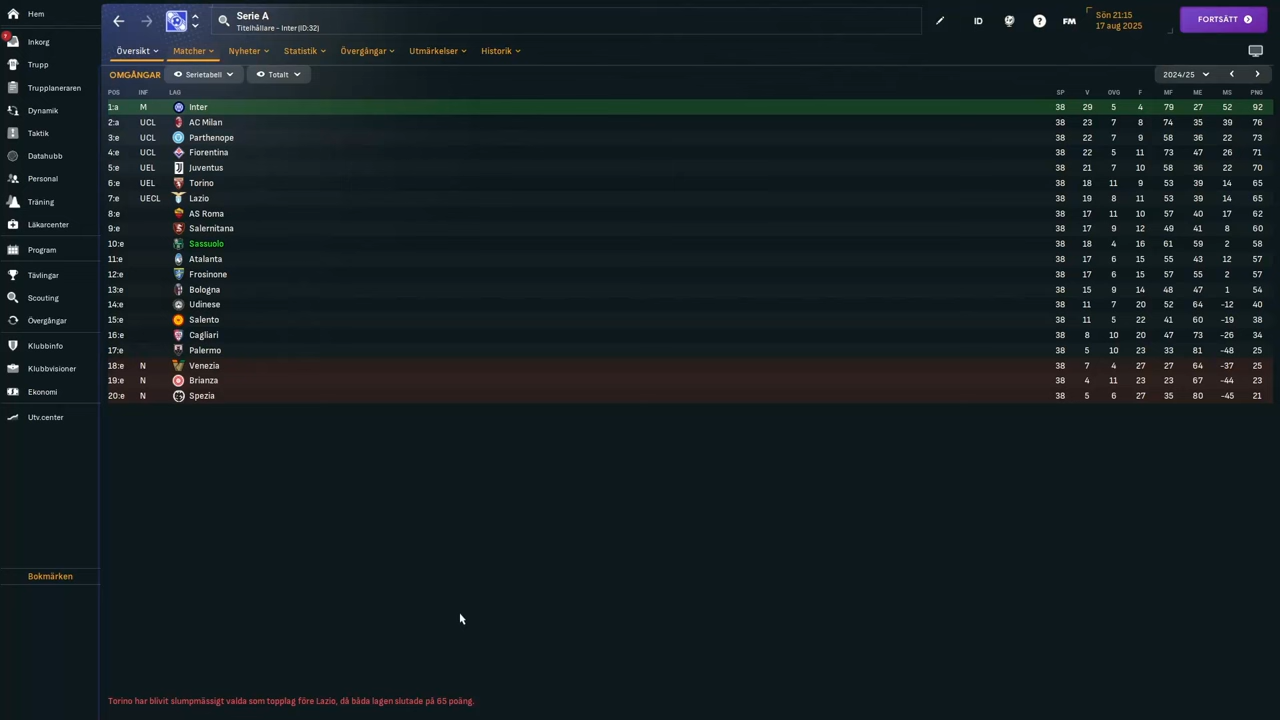 Hem
Serie A
Titelhållare - Inter (ID:32)
ID
FM
Sön 21:15
17 aug 2025
FORTSÄTT
Inkorg
Trupp
Trupplaneraren
Dynamik
Taktik
Datahubb
Personal
Träning
Läkarcenter
Program
Tävlingar
Scouting
Övergångar
Klubbinfo
Klubbvisioner
Ekonomi
Utv.center
Bokmärken
Översikt Matcher Nyheter Statistik Övergångar Utmärkelser Historik
OMGÅNGAR Serietabell Totalt 2024/25
POS INF LAG SP V OVG F MF ME MS PNG
1:a M Inter 38 29 5 4 79 27 52 92
2:a UCL AC Milan 38 23 7 8 74 35 39 76
3:e UCL Parthenope 38 22 7 9 58 36 22 73
4:e UCL Fiorentina 38 22 5 11 73 47 26 71
5:e UEL Juventus 38 21 7 10 58 36 22 70
6:e UEL Torino 38 18 11 9 53 39 14 65
7:e UECL Lazio 38 19 8 11 53 39 14 65
8:e AS Roma 38 17 11 10 57 40 17 62
9:e Salernitana 38 17 9 12 49 41 8 60
10:e Sassuolo 38 18 4 16 61 59 2 58
11:e Atalanta 38 17 6 15 55 43 12 57
12:e Frosinone 38 17 6 15 57 55 2 57
13:e Bologna 38 15 9 14 48 47 1 54
14:e Udinese 38 11 7 20 52 64 -12 40
15:e Salento 38 11 5 22 41 60 -19 38
16:e Cagliari 38 8 10 20 47 73 -26 34
17:e Palermo 38 5 10 23 33 81 -48 25
18:e N Venezia 38 7 4 27 27 64 -37 25
19:e N Brianza 38 4 11 23 23 67 -44 23
20:e N Spezia 38 5 6 27 35 80 -45 21
Torino har blivit slumpmässigt valda som topplag före Lazio, då båda lagen slutade på 65 poäng.